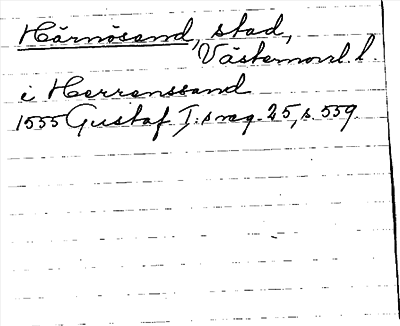 Härnösand, stad,
Västernorrl. l.
i Herrenssand
1555 Gustaf I:s reg. 25, s. 559.